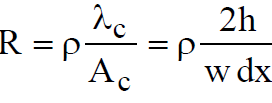 R = ρ λc / Ac = ρ 2h / w dx